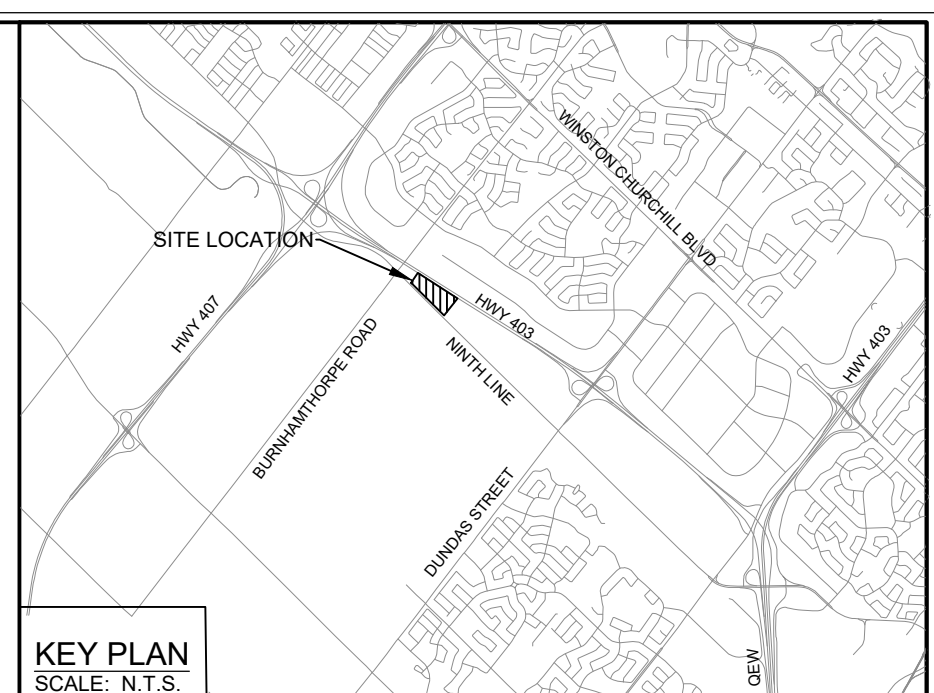 WINSTON CHURCHILL BLVD
SITE LOCATION
HWY 407
HWY 403
BURNHAMTHORPE ROAD
NINTH LINE
HWY 403
DUNDAS STREET
KEY PLAN
SCALE: N.T.S.
QEW